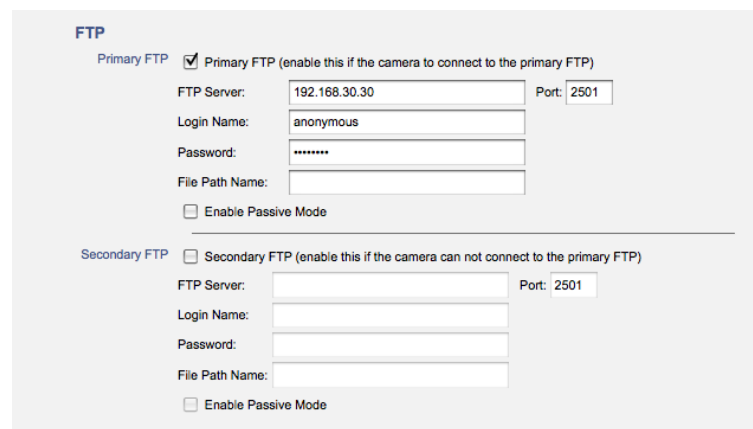 FTP
Primary FTP Primary FTP (enable this if the camera to connect to the primary FTP)
FTP Server: 192.168.30.30 Port: 2501
Login Name: anonymous
Password: ••••••••
File Path Name:
Enable Passive Mode
Secondary FTP Secondary FTP (enable this if the camera can not connect to the primary FTP)
FTP Server: Port: 2501
Login Name:
Password:
File Path Name:
Enable Passive Mode